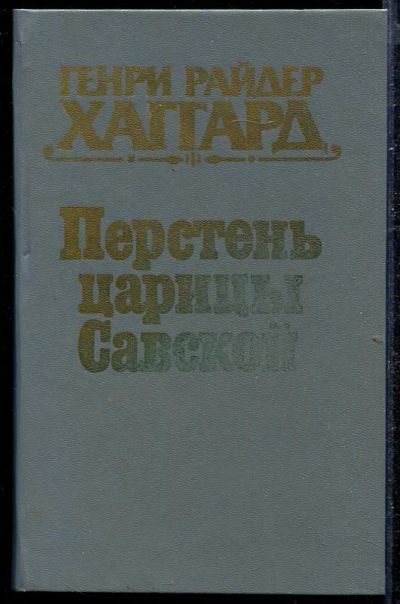 ГЕНРИ РАЙДЕР
ХАГГАРД
Перстень
царицы
Савской